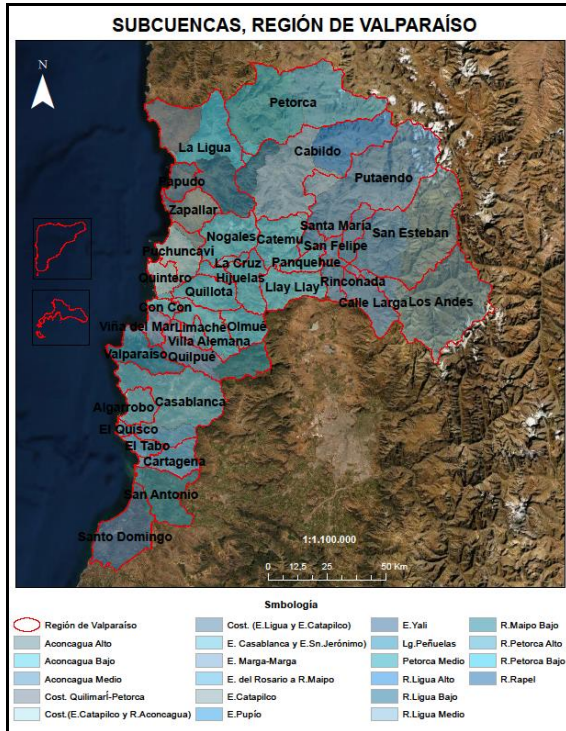 SUBCUENCAS, REGIÓN DE VALPARAÍSO
N
Petorca
La Ligua
Cabildo
Papudo
Putaendo
Zapallar
Santa María
Nogales
Catemu
San Esteban
San Felipe
Puchuncaví
La Cruz
Panquehue
Quintero
Hijuelas
Rinconada
Quillota
Llay Llay
Calle Larga
Los Andes
Con Con
Viña del Mar
Limache
Olmué
Villa Alemana
Valparaíso
Quilpué
Casablanca
Algarrobo
El Quisco
El Tabo
Cartagena
San Antonio
Santo Domingo
1:1.100.000
0 12,5 25 50 Km
Smbología
Región de Valparaíso
Aconcagua Alto
Aconcagua Bajo
Aconcagua Medio
Cost. Quilimarí-Petorca
Cost.(E.Catapilco y R.Aconcagua)
Cost. (E.Ligua y E.Catapilco)
E. Casablanca y E.Sn.Jerónimo)
E. Marga-Marga
E. del Rosario a R.Maipo
E.Catapilco
E.Pupío
E.Yali
Lg.Peñuelas
Petorca Medio
R.Ligua Alto
R.Ligua Bajo
R.Ligua Medio
R.Maipo Bajo
R.Petorca Alto
R.Petorca Bajo
R.Rapel